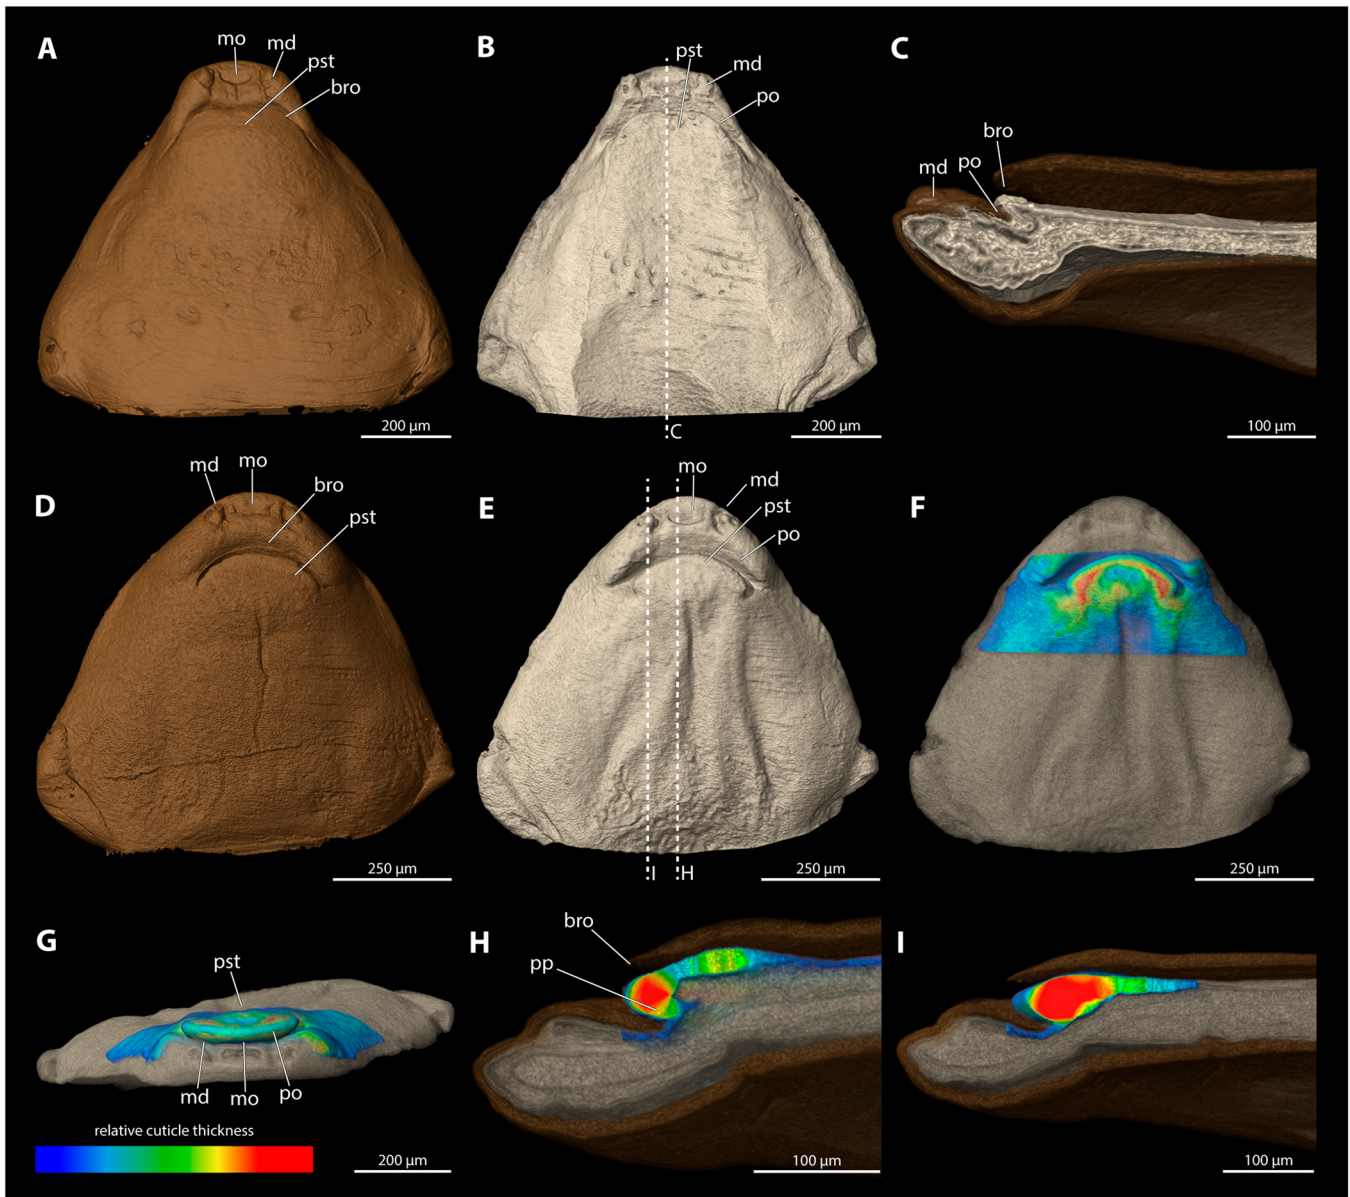 A
mo
md
pst
bro
200 µm
B
pst
md
po
C
200 µm
C
bro
po
md
100 µm
D
md
mo
bro
pst
250 µm
E
mo
md
pst
po
I
H
250 µm
F
250 µm
G
pst
md
mo
po
relative cuticle thickness
200 µm
H
bro
pp
100 µm
I
100 µm